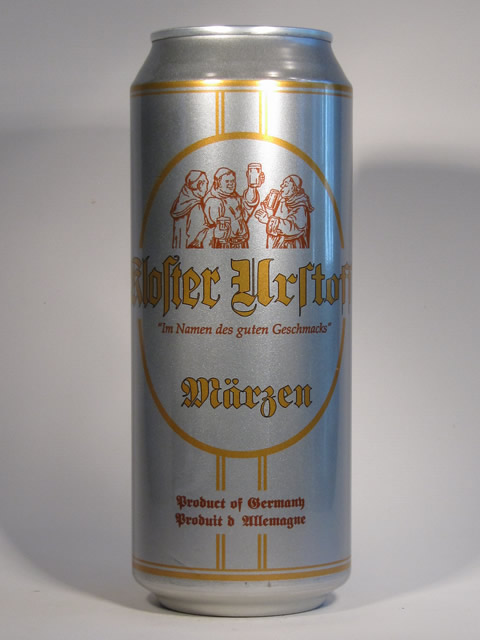 Kloſter Urſtoff
"Im Namen des guten Geschmacks"
Märzen
Product of Germany
Produit d Allemagne